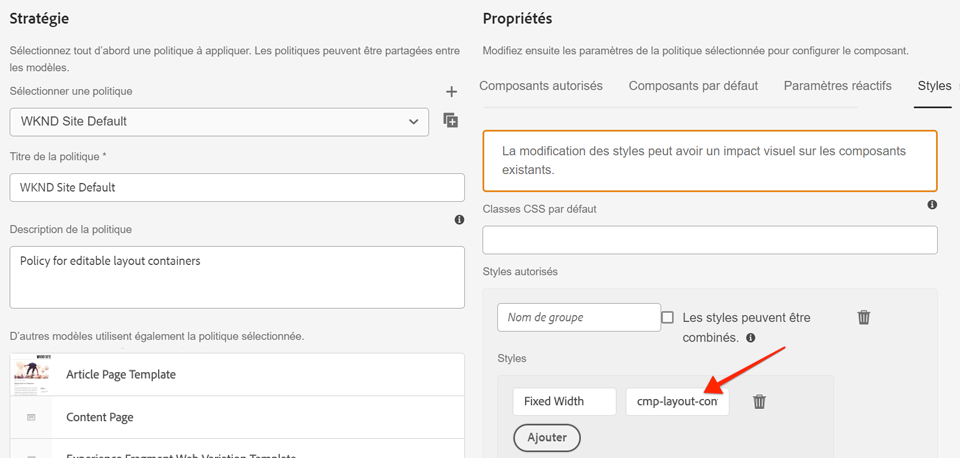 Stratégie
Sélectionnez tout d’abord une politique à appliquer. Les politiques peuvent être partagées entre
les modèles.
Sélectionner une politique
WKND Site Default
Titre de la politique *
WKND Site Default
Description de la politique
Policy for editable layout containers
D’autres modèles utilisent également la politique sélectionnée.
Article Page Template
Content Page
Experience Fragment Web Variation Template
Propriétés
Modifiez ensuite les paramètres de la politique sélectionnée pour configurer le composant.
Composants autorisés
Composants par défaut
Paramètres réactifs
Styles
La modification des styles peut avoir un impact visuel sur les composants
existants.
Classes CSS par défaut
Styles autorisés
Nom de groupe
Les styles peuvent être
combinés.
Styles
Fixed Width
cmp-layout-con
Ajouter